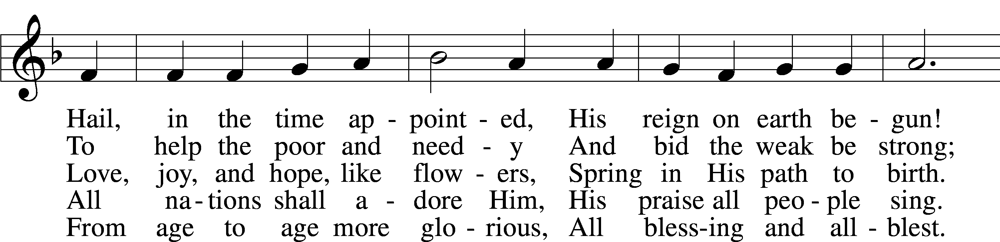 Hail, in the time ap - point - ed, His reign on earth be - gun!
To help the poor and need - y And bid the weak be strong;
Love, joy, and hope, like flow - ers, Spring in His path to birth.
All na - tions shall a - dore Him, His praise all peo - ple sing.
From age to age more glo - rious, All bless - ing and all - blest.